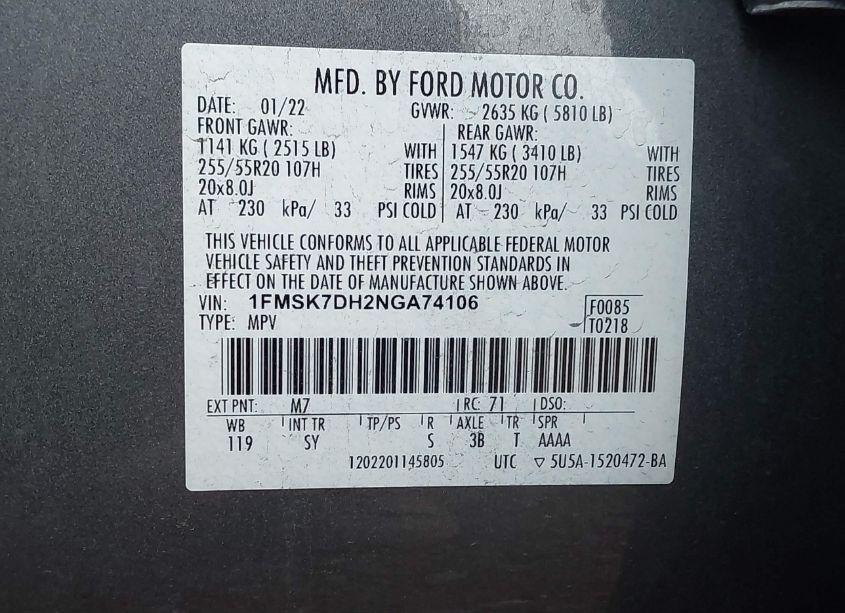 MFD. BY FORD MOTOR CO.
DATE: 01/22 GVWR: 2635 KG ( 5810 LB)
FRONT GAWR: REAR GAWR:
1141 KG ( 2515 LB) WITH 1547 KG ( 3410 LB) WITH
255/55R20 107H TIRES 255/55R20 107H TIRES
20x8.0J RIMS 20x8.0J RIMS
AT 230 kPa/ 33 PSI COLD AT 230 kPa/ 33 PSI COLD
THIS VEHICLE CONFORMS TO ALL APPLICABLE FEDERAL MOTOR
VEHICLE SAFETY AND THEFT PREVENTION STANDARDS IN
EFFECT ON THE DATE OF MANUFACTURE SHOWN ABOVE.
VIN: 1FMSK7DH2NGA74106 F0085
TYPE: MPV T0218
EXT PNT: M7 RC: 71 DSO:
WB INT TR TP/PS R AXLE TR SPR
119 SY S 3B T AAAA
1202201145805 UTC ▽ 5U5A-1520472-BA